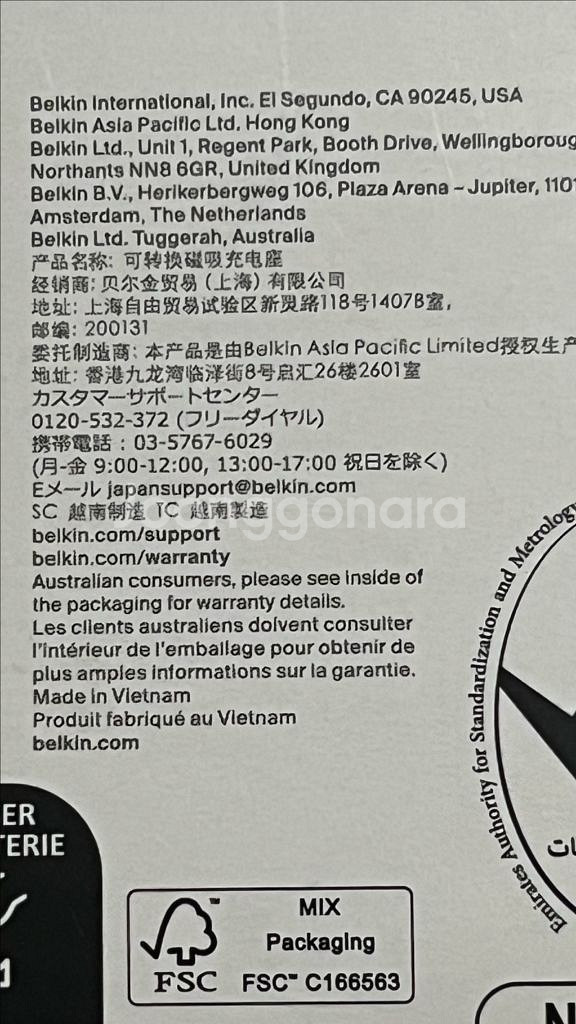 Belkin International, Inc. El Segundo, CA 90245, USA
Belkin Asia Pacific Ltd. Hong Kong
Belkin Ltd., Unit 1, Regent Park, Booth Drive, Wellingboroug
Northants NN8 6GR, United Kingdom
Belkin B.V., Herikerbergweg 106, Plaza Arena – Jupiter, 1101
Amsterdam, The Netherlands
Belkin Ltd. Tuggerah, Australia
产品名称: 可转换磁吸充电座
经销商: 贝尔金贸易 (上海) 有限公司
地址: 上海自由贸易试验区新灵路118号1407B室,
邮编: 200131
委托制造商: 本产品是由Belkin Asia Pacific Limited授权生产
地址: 香港九龙湾临泽街8号启汇26楼2601室
カスタマーサポートセンター
0120-532-372 (フリーダイヤル)
携帯電話 : 03-5767-6029
(月-金 9:00-12:00, 13:00-17:00 祝日を除く)
Eメール japansupport@belkin.com
SC 越南制造 TC 越南製造
belkin.com/support
belkin.com/warranty
Australian consumers, please see inside of
the packaging for warranty details.
Les clients australiens doivent consulter
l'intérieur de l'emballage pour obtenir de
plus amples informations sur la garantie.
Made in Vietnam
Produit fabriqué au Vietnam
belkin.com
Emirates Authority for Standardization and Metrology
ER
TERIE
MIX
Packaging
FSC FSC™ C166563